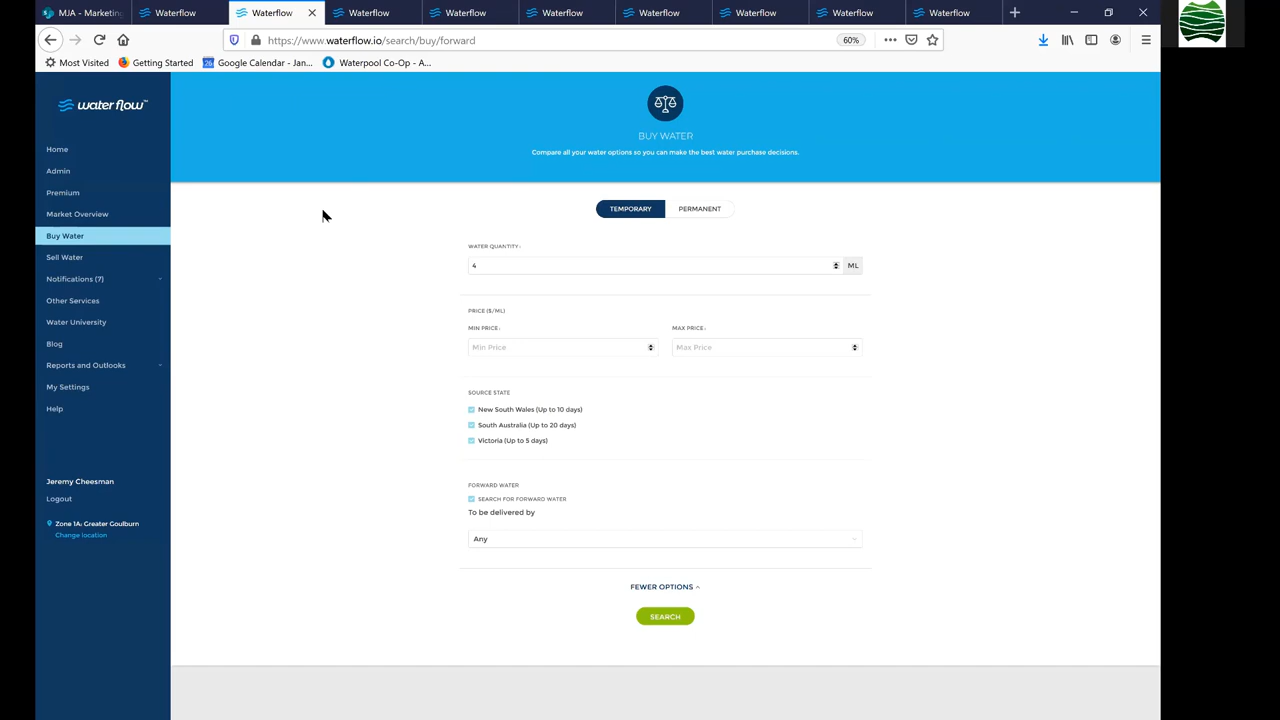 MJA - Marketing
Waterflow
Waterflow
Waterflow
Waterflow
Waterflow
Waterflow
Waterflow
Waterflow
Waterflow
https://www.waterflow.io/search/buy/forward
60%
Most Visited
Getting Started
Google Calendar - Jan...
Waterpool Co-Op - A...
water flow™
Home
Admin
Premium
Market Overview
Buy Water
Sell Water
Notifications (7)
Other Services
Water University
Blog
Reports and Outlooks
My Settings
Help
Jeremy Cheesman
Logout
Zone 1A: Greater Goulburn
Change location
BUY WATER
Compare all your water options so you can make the best water purchase decisions.
TEMPORARY
PERMANENT
WATER QUANTITY:
4
ML
PRICE ($/ML)
MIN PRICE:
MAX PRICE:
Min Price
Max Price
SOURCE STATE
New South Wales (Up to 10 days)
South Australia (Up to 20 days)
Victoria (Up to 5 days)
FORWARD WATER
SEARCH FOR FORWARD WATER
To be delivered by
Any
FEWER OPTIONS
SEARCH